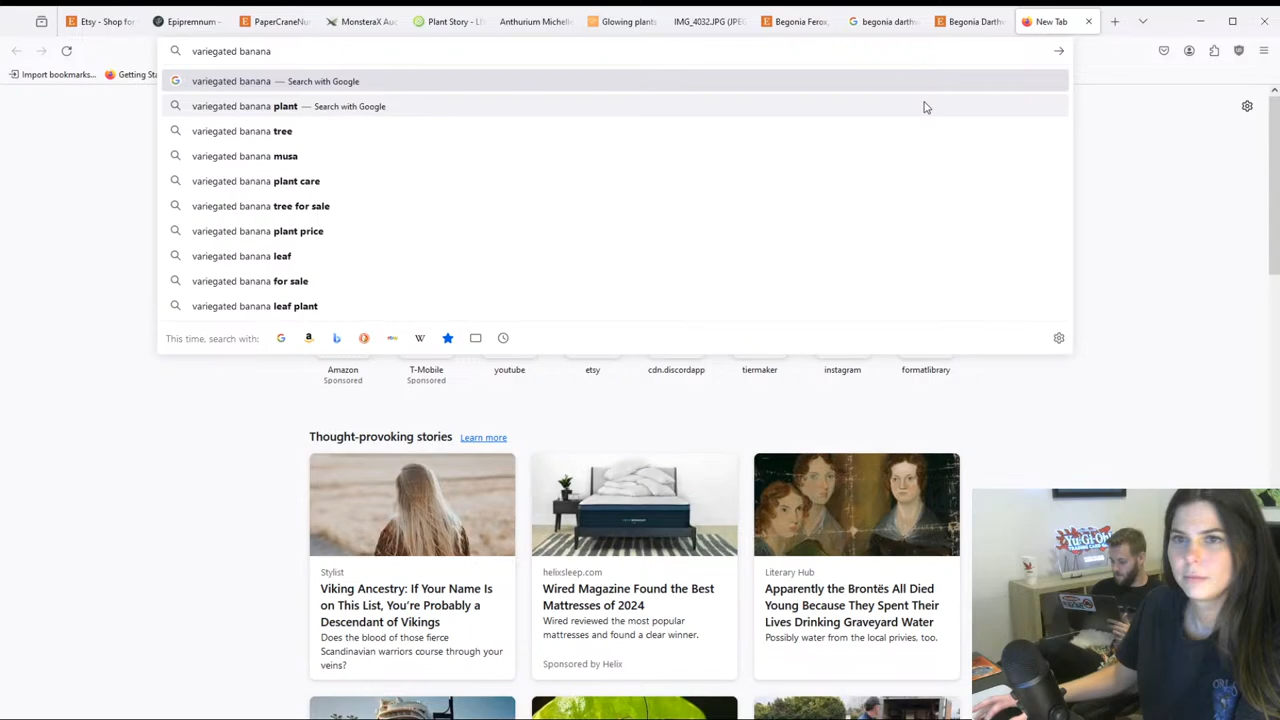 Etsy - Shop for
Epipremnum -
PaperCraneNur
MonsteraX Auc
Plant Story - Li
Anthurium Michelle
Glowing plants
IMG_4032.JPG (JPEG
Begonia Ferox,
begonia darthv
Begonia Darth
New Tab
variegated banana
Import bookmarks...
Getting Sta
variegated banana — Search with Google
variegated banana plant — Search with Google
variegated banana tree
variegated banana musa
variegated banana plant care
variegated banana tree for sale
variegated banana plant price
variegated banana leaf
variegated banana for sale
variegated banana leaf plant
This time, search with:
Amazon
Sponsored
T-Mobile
Sponsored
youtube
etsy
cdn.discordapp
tiermaker
instagram
formatlibrary
Thought-provoking stories Learn more
Stylist
Viking Ancestry: If Your Name Is
on This List, You're Probably a
Descendant of Vikings
Does the blood of those fierce
Scandinavian warriors course through your
veins?
helixsleep.com
Wired Magazine Found the Best
Mattresses of 2024
Wired reviewed the most popular
mattresses and found a clear winner.
Sponsored by Helix
Literary Hub
Apparently the Brontës All Died
Young Because They Spent Their
Lives Drinking Graveyard Water
Possibly water from the local privies, too.
Yu-Gi-Oh!
TRADING CARD GAME